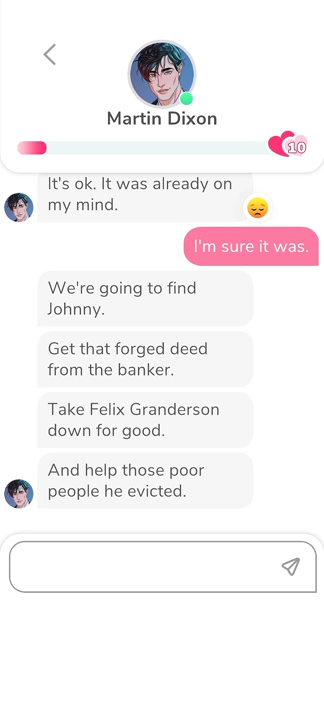 Martin Dixon
10
It's ok. It was already on
my mind.
I'm sure it was.
We're going to find
Johnny.
Get that forged deed
from the banker.
Take Felix Granderson
down for good.
And help those poor
people he evicted.